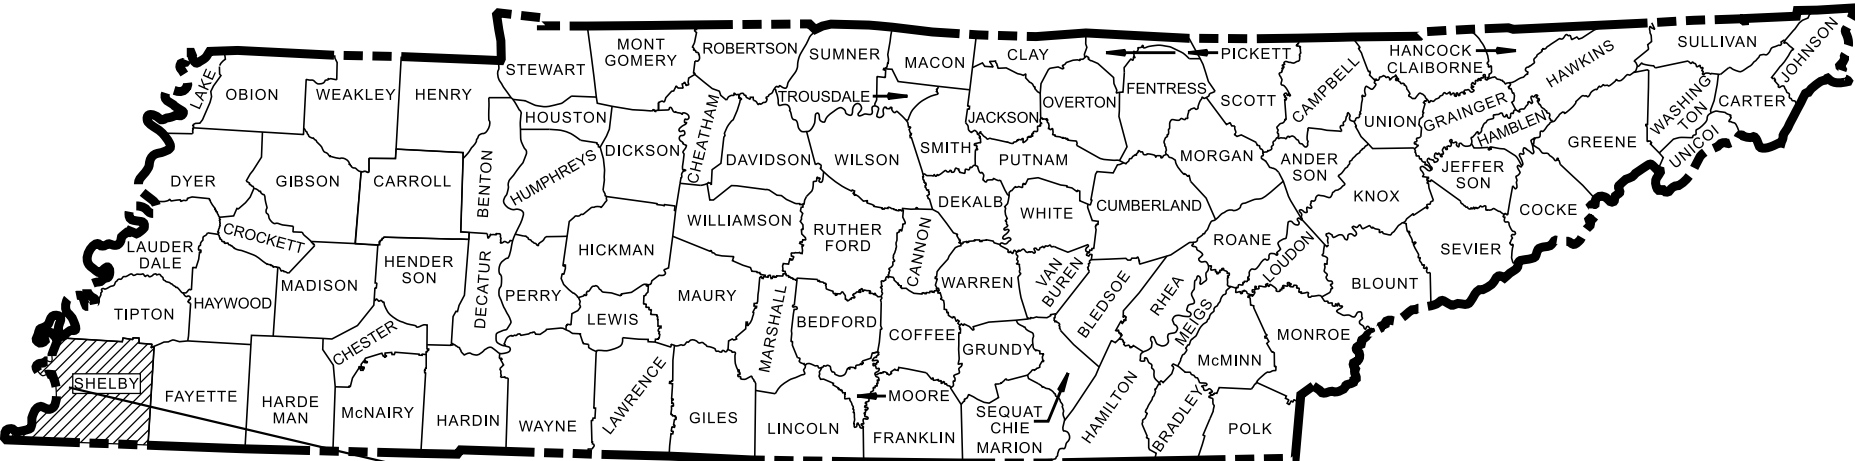 LAKE
OBION
WEAKLEY
HENRY
STEWART
MONT
GOMERY
ROBERTSON
SUMNER
MACON
CLAY
PICKETT
HANCOCK
CLAIBORNE
HAWKINS
SULLIVAN
JOHNSON
TROUSDALE
JACKSON
OVERTON
FENTRESS
SCOTT
CAMPBELL
UNION
GRAINGER
HAMBLEN
GREENE
WASHING
TON
CARTER
UNICOI
HOUSTON
DICKSON
CHEATHAM
DAVIDSON
WILSON
SMITH
PUTNAM
MORGAN
ANDER
SON
KNOX
JEFFER
SON
COCKE
DYER
GIBSON
CARROLL
BENTON
HUMPHREYS
WILLIAMSON
RUTHER
FORD
CANNON
DEKALB
WHITE
CUMBERLAND
ROANE
LOUDON
BLOUNT
SEVIER
LAUDER
DALE
CROCKETT
HAYWOOD
MADISON
HENDER
SON
DECATUR
PERRY
HICKMAN
LEWIS
MAURY
MARSHALL
BEDFORD
COFFEE
WARREN
VAN
BUREN
BLEDSOE
RHEA
MEIGS
McMINN
MONROE
TIPTON
SHELBY
FAYETTE
HARDE
MAN
CHESTER
McNAIRY
HARDIN
WAYNE
LAWRENCE
GILES
LINCOLN
MOORE
FRANKLIN
GRUNDY
SEQUAT
CHIE
MARION
HAMILTON
BRADLEY
POLK